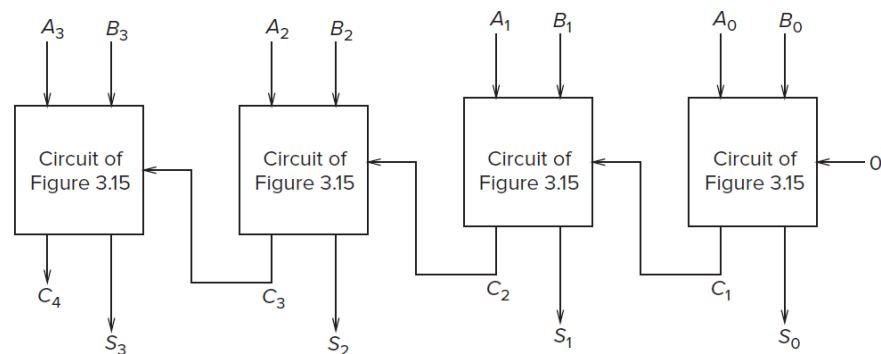 A₃ B₃ A₂ B₂ A₁ B₁ A₀ B₀
Circuit of Circuit of Circuit of Circuit of
Figure 3.15 Figure 3.15 Figure 3.15 Figure 3.15
0
C₄ C₃ C₂ C₁
S₃ S₂ S₁ S₀